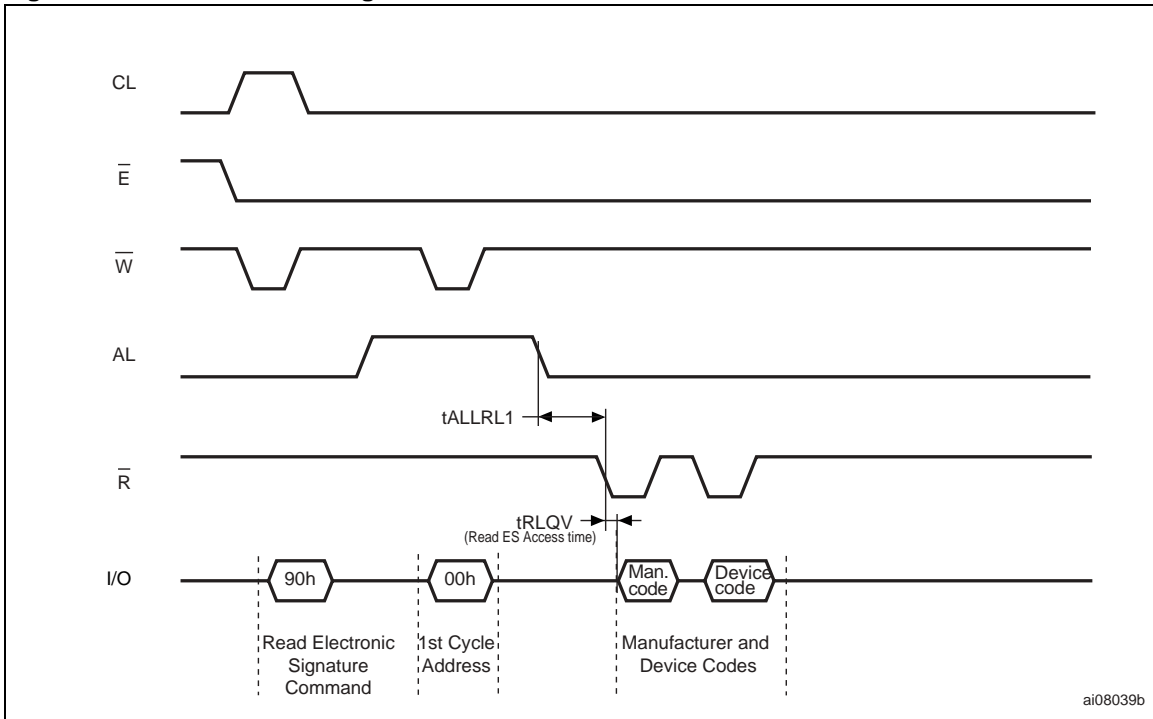 CL
E
W
AL
tALLRL1
R
tRLQV
(Read ES Access time)
I/O
90h
00h
Man.
code
Device
code
Read Electronic
Signature
Command
1st Cycle
Address
Manufacturer and
Device Codes
ai08039b